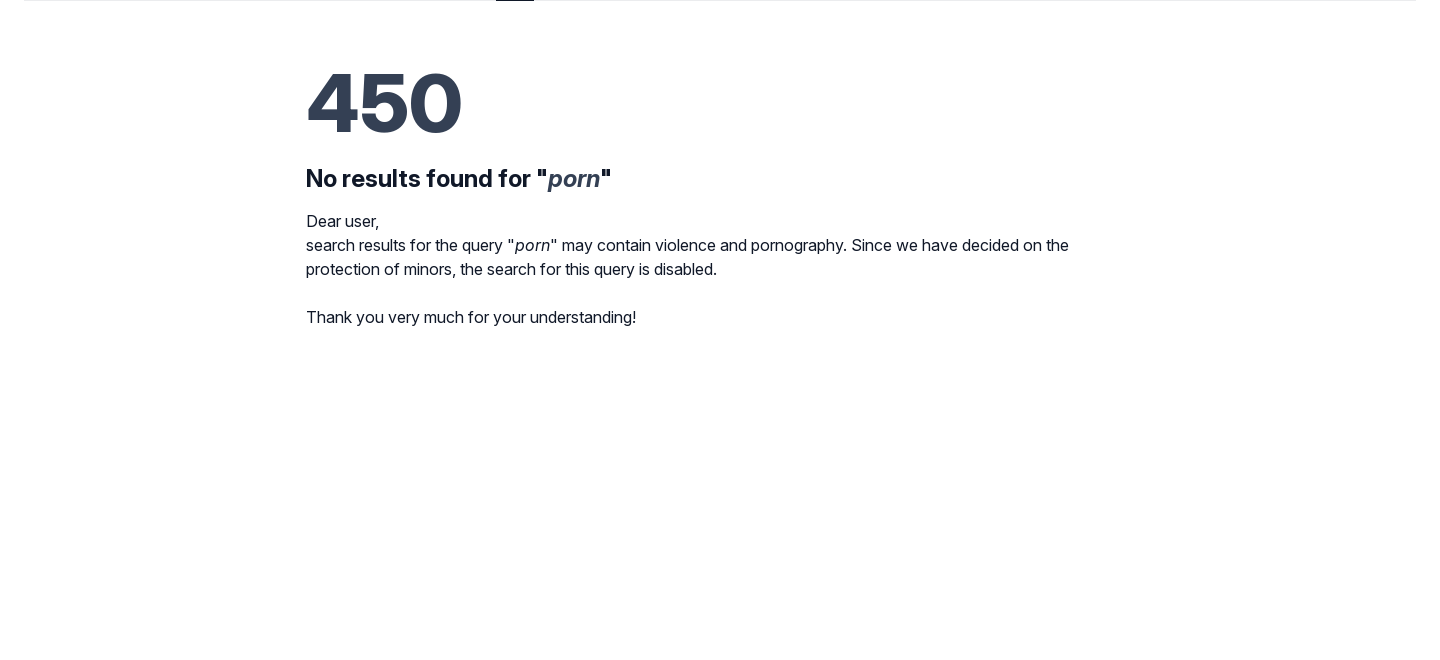 450
No results found for "porn"
Dear user,
search results for the query "porn" may contain violence and pornography. Since we have decided on the
protection of minors, the search for this query is disabled.
Thank you very much for your understanding!